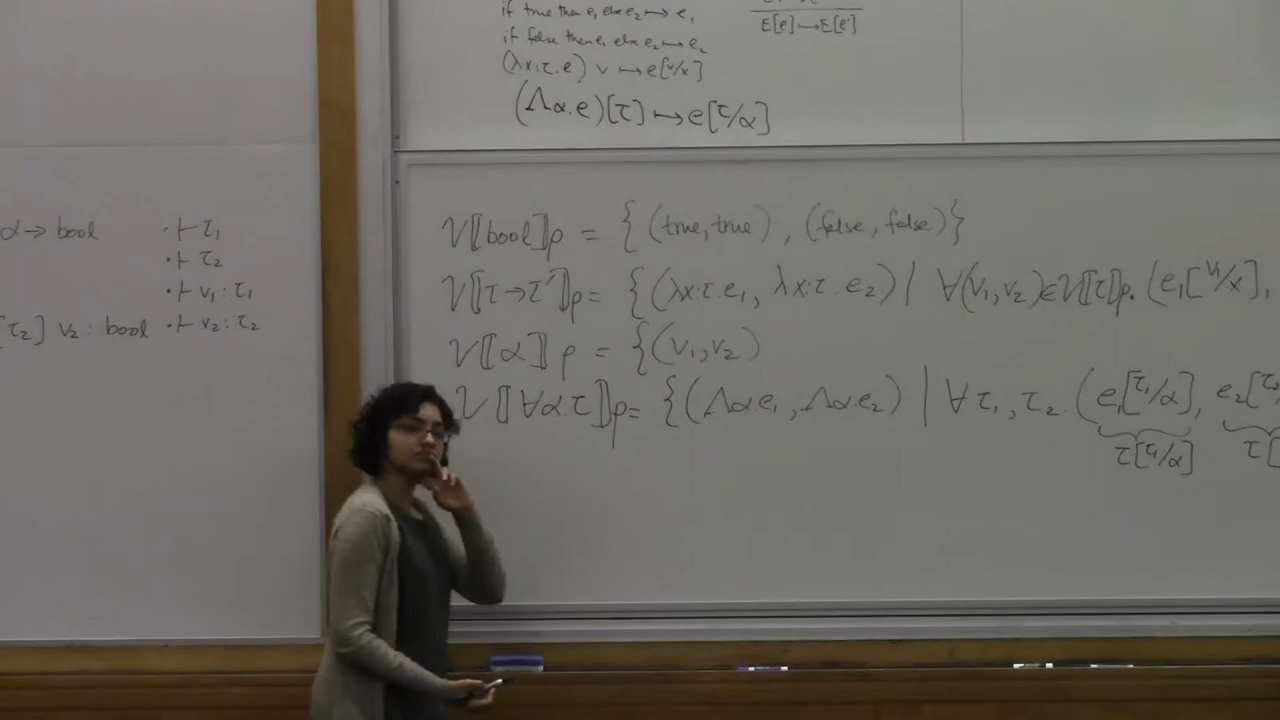 if true then e₁ else e₂ ↦ e₁
if false then e₁ else e₂ ↦ e₂
(λx:τ.e) v ↦ e[v/x]
(Λα.e)[τ] ↦ e[τ/α]
E[e] ↦ E[e']
α → bool
[τ₂] v₂ : bool
·⊢ τ₁
·⊢ τ₂
·⊢ v₁ : τ₁
·⊢ v₂ : τ₂
𝒱⟦bool⟧ρ = {(true, true), (false, false)}
𝒱⟦τ→τ'⟧ρ = {(λx:τ.e₁, λx:τ.e₂) | ∀(v₁,v₂)∈𝒱⟦τ⟧ρ. (e₁[v₁/x],
𝒱⟦α⟧ρ = {(v₁,v₂)
𝒱⟦∀α.τ⟧ρ = {(Λα.e₁, Λα.e₂) | ∀τ₁,τ₂. (e₁[τ₁/α], e₂[τ₂
τ[τ₁/α] τ[